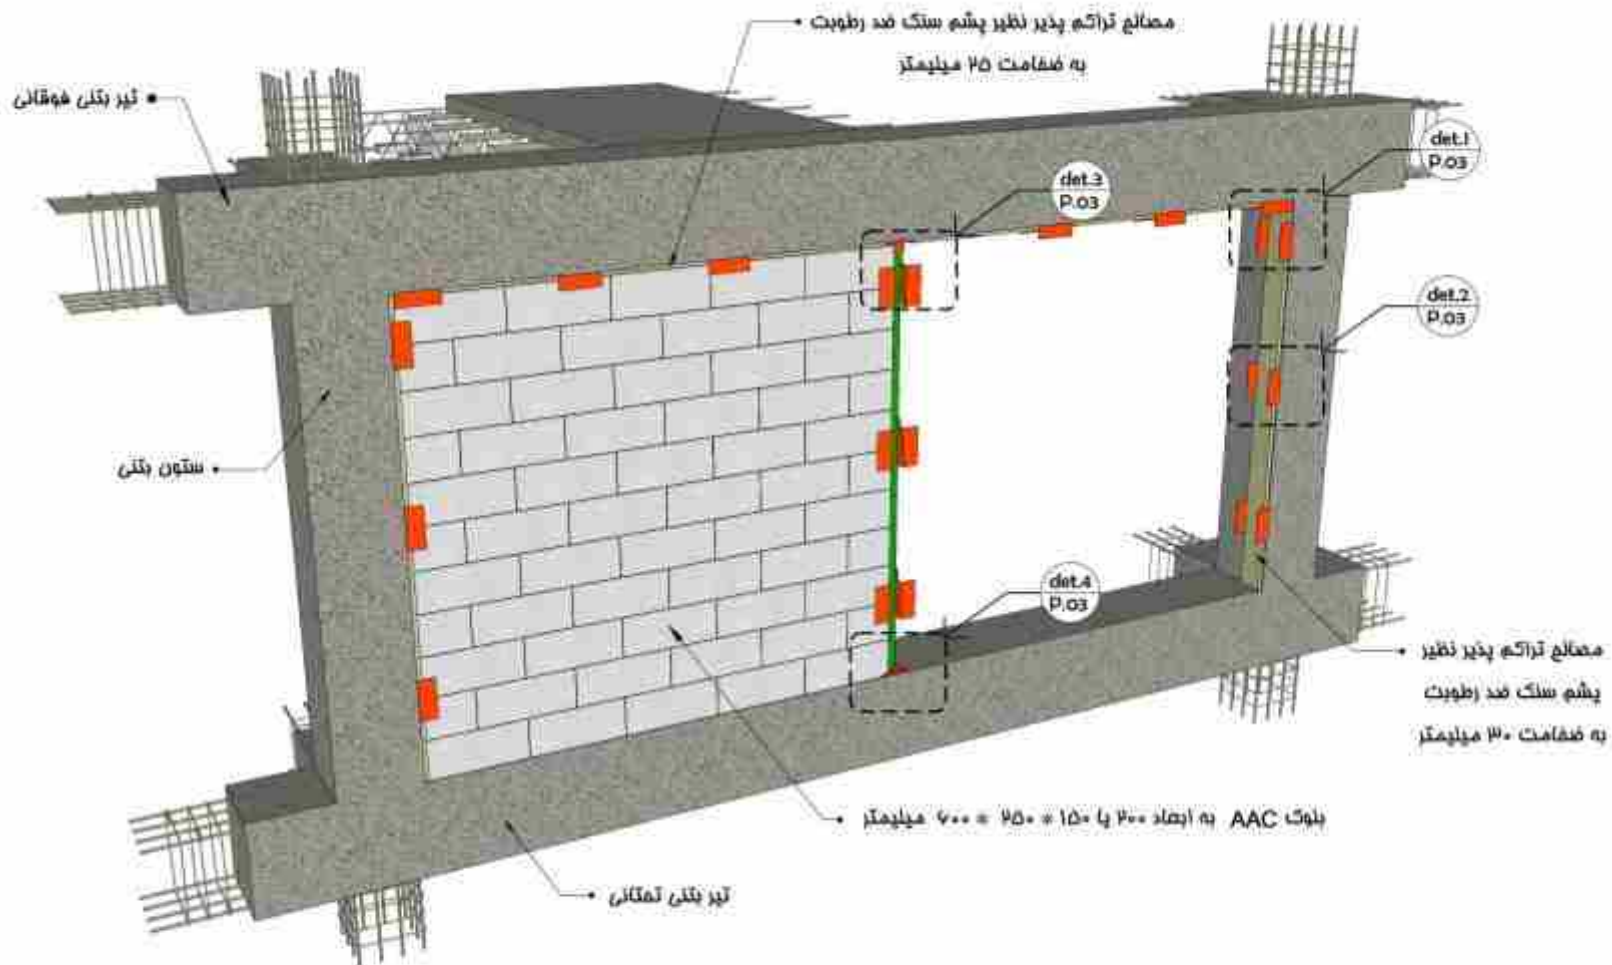 مصالح تراکم پذیر نظیر پشم سنگ ضد رطوبت
به ضخامت ۲۵ میلیمتر
تیر بتنی فوقانی
det.1
P.03
det.3
P.03
det.2
P.03
ستون بتنی
det.4
P.03
مصالح تراکم پذیر نظیر
پشم سنگ ضد رطوبت
به ضخامت ۳۰ میلیمتر
بلوک AAC به ابعاد ۲۰۰ یا ۱۵۰ * ۲۵۰ * ۶۰۰ میلیمتر
تیر بتنی تحتانی